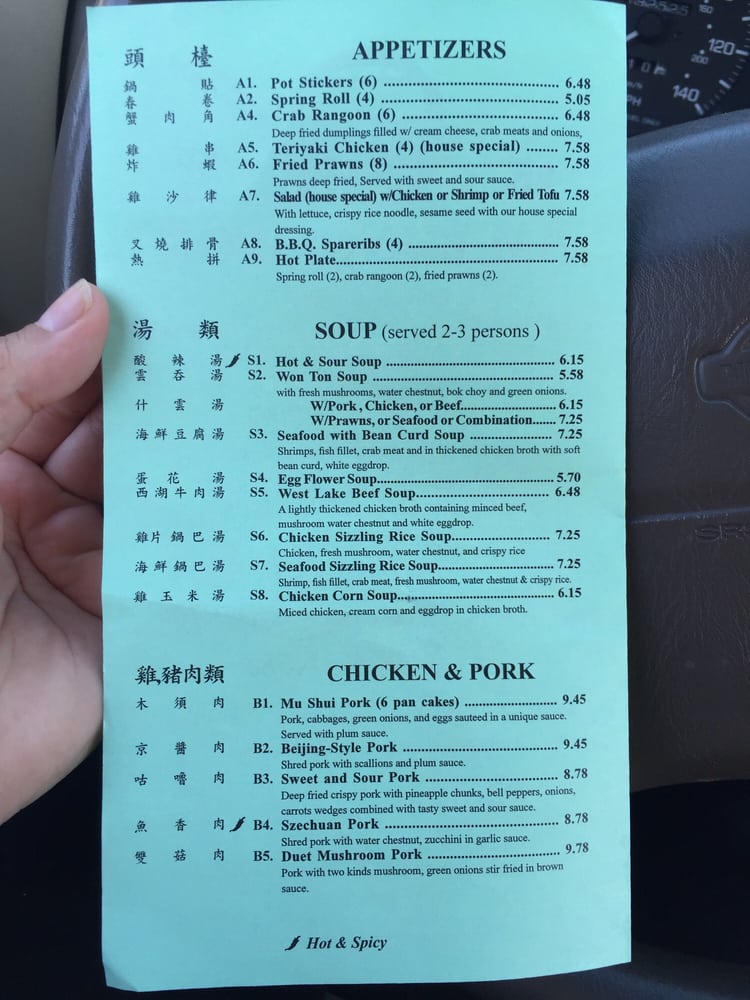 頭檯 APPETIZERS
鍋貼 A1. Pot Stickers (6) 6.48
春卷 A2. Spring Roll (4) 5.05
蟹肉角 A4. Crab Rangoon (6) 6.48
Deep fried dumplings filled w/ cream cheese, crab meats and onions,
雞串 A5. Teriyaki Chicken (4) (house special) 7.58
炸蝦 A6. Fried Prawns (8) 7.58
Prawns deep fried, Served with sweet and sour sauce.
雞沙律 A7. Salad (house special) w/Chicken or Shrimp or Fried Tofu 7.58
With lettuce, crispy rice noodle, sesame seed with our house special
dressing.
叉燒排骨 A8. B.B.Q. Spareribs (4) 7.58
熱拼 A9. Hot Plate 7.58
Spring roll (2), crab rangoon (2), fried prawns (2).
湯類 SOUP (served 2-3 persons )
酸辣湯 S1. Hot & Sour Soup 6.15
雲吞湯 S2. Won Ton Soup 5.58
with fresh mushrooms, water chestnut, bok choy and green onions.
什雲湯 W/Pork , Chicken, or Beef 6.15
W/Prawns, or Seafood or Combination 7.25
海鮮豆腐湯 S3. Seafood with Bean Curd Soup 7.25
Shrimps, fish fillet, crab meat and in thickened chicken broth with soft
bean curd, white eggdrop.
蛋花湯 S4. Egg Flower Soup 5.70
西湖牛肉湯 S5. West Lake Beef Soup 6.48
A lightly thickened chicken broth containing minced beef,
mushroom water chestnut and white eggdrop.
雞片鍋巴湯 S6. Chicken Sizzling Rice Soup 7.25
Chicken, fresh mushroom, water chestnut, and crispy rice
海鮮鍋巴湯 S7. Seafood Sizzling Rice Soup 7.25
Shrimp, fish fillet, crab meat, fresh mushroom, water chestnut & crispy rice.
雞玉米湯 S8. Chicken Corn Soup 6.15
Miced chicken, cream corn and eggdrop in chicken broth.
雞,豬肉類 CHICKEN & PORK
木須肉 B1. Mu Shui Pork (6 pan cakes) 9.45
Pork, cabbages, green onions, and eggs sauteed in a unique sauce.
Served with plum sauce.
京醬肉 B2. Beijing-Style Pork 9.45
Shred pork with scallions and plum sauce.
咕嚕肉 B3. Sweet and Sour Pork 8.78
Deep fried crispy pork with pineapple chunks, bell peppers, onions,
carrots wedges combined with tasty sweet and sour sauce.
魚香肉 B4. Szechuan Pork 8.78
Shred pork with water chestnut, zucchini in garlic sauce.
雙菇肉 B5. Duet Mushroom Pork 9.78
Pork with two kinds mushroom, green onions stir fried in brown
sauce.
Hot & Spicy
120
140
160
200